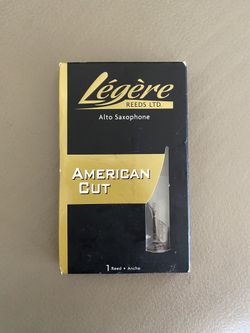 Légère
REEDS LTD.
Alto Saxophone
AMERICAN
CUT
1 Reed • Anche